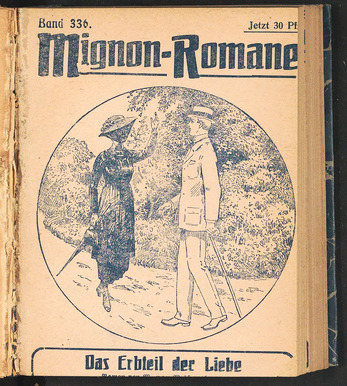 Band 336.
Jetzt 30 Pf
Mignon-Romane
Das Erbteil der Liebe